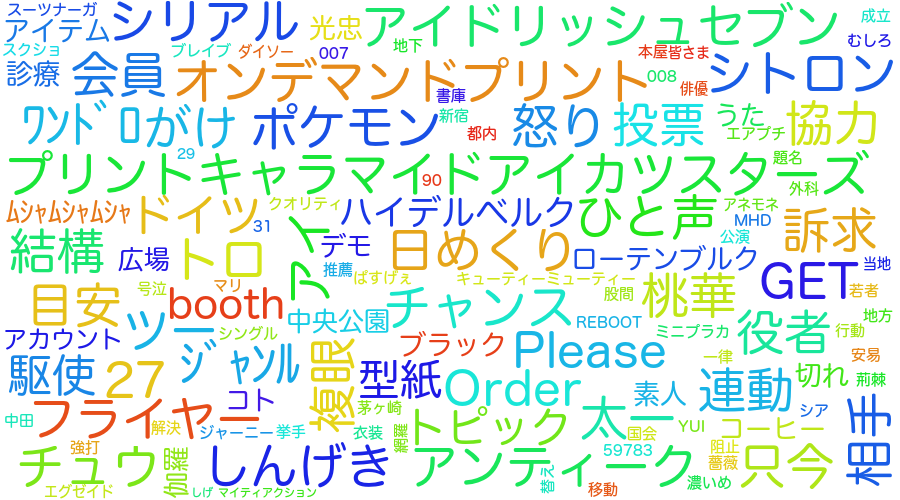 スーツナーガ
シリアル
光忠
アイドリッシュセブン
成立
アイテム
スクショ
ブレイブ
ダイソー
007
地下
本屋皆さま
むしろ
診療
会員
オンデマンドプリント
008
俳優
シトロン
書庫
ﾜﾝﾄﾞﾛがけ
ポケモン
新宿
都内
怒り
投票
うた
エアプチ
協力
29
プリントキャラマイドアイカツスターズ
題名
90
外科
ﾑｼｬﾑｼｬﾑｼｬ
ドイツ
クオリティ
31
ハイデルベルク
ひと声
アネモネ
MHD
公演
訴求
結構
広場
トロ
アイ
デモ
推薦
日めくり
ローテンブルク
当地
ぱすげぇ
キューティーミューティー
股間
桃華
GET
若者
目安
号泣
マリ
booth
チャンス
中央公園
REBOOT
ミニプラカ
役者
地方
行動
アカウント
ツー
シングル
ブラック
Please
一律
安易
駆使
27
ｼﾞｬﾝﾙ
複眼
型紙
Order
素人
連動
切れ
荊棘
コト
茅ヶ崎
シア
中田
フライヤー
解決
ジャーニー
挙手
衣装
網羅
トピック
太一
国会
YUI
コーヒー
相手
強打
59783
阻止
チュウ
伽羅
しんげき
アンティーク
薔薇
只今
エグゼイド
しげ
マイティアクション
替え
移動
濃いめ